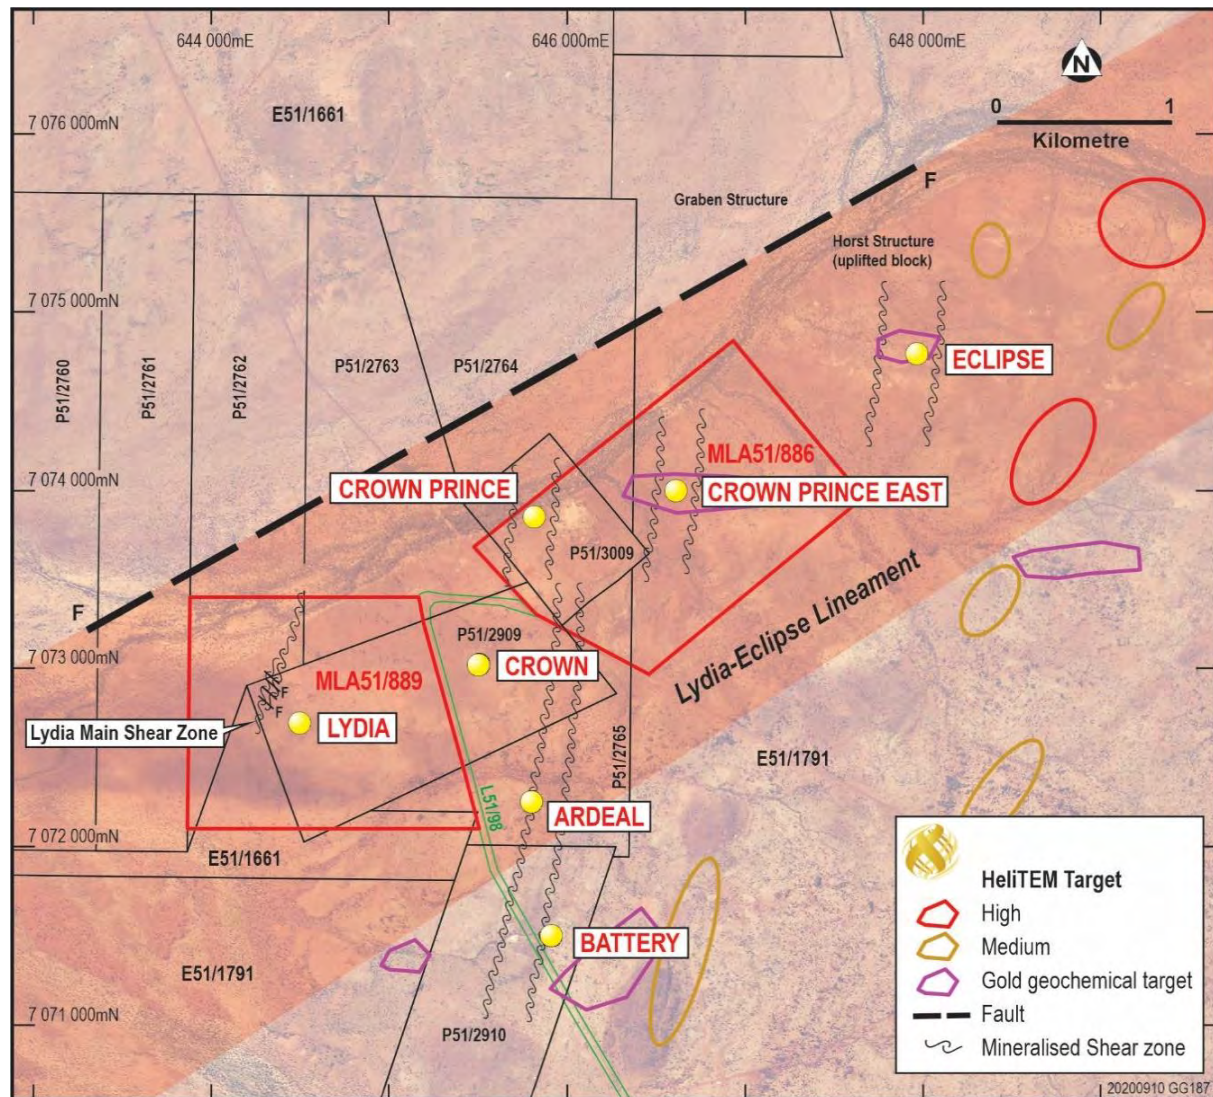 644 000mE
646 000mE
648 000mE
N
0 1
Kilometre
7 076 000mN
E51/1661
F
Graben Structure
Horst Structure
(uplifted block)
7 075 000mN
P51/2760
P51/2761
P51/2762
P51/2763
P51/2764
ECLIPSE
MLA51/886
7 074 000mN
CROWN PRINCE
CROWN PRINCE EAST
P51/3009
F
Lydia-Eclipse Lineament
7 073 000mN
P51/2909
CROWN
MLA51/889
F
F
Lydia Main Shear Zone
LYDIA
P51/2765
E51/1791
L51/98
ARDEAL
7 072 000mN
E51/1661
BATTERY
E51/1791
7 071 000mN
P51/2910
HeliTEM Target
High
Medium
Gold geochemical target
Fault
Mineralised Shear zone
20200910 GG187